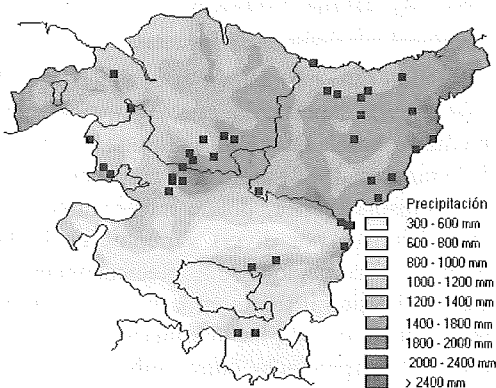 Precipitación
300 - 600 mm
600 - 800 mm
800 - 1000 mm
1000 - 1200 mm
1200 - 1400 mm
1400 - 1800 mm
1800 - 2000 mm
2000 - 2400 mm
> 2400 mm